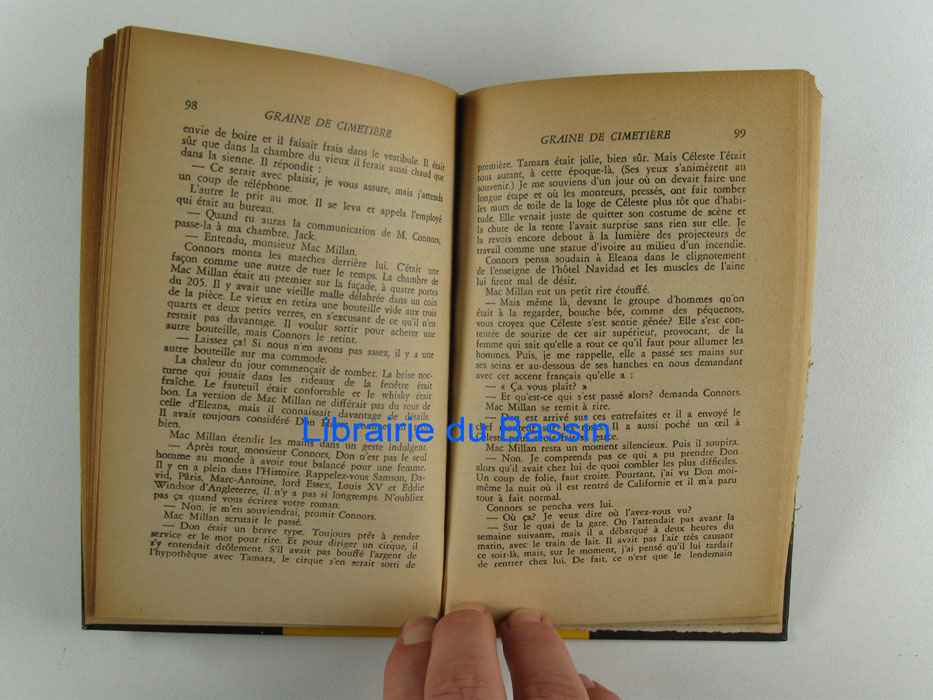 98
GRAINE DE CIMETIÈRE
envie de boire et il faisait frais dans le vestibule. Il était
sûr que dans la chambre du vieux il ferait aussi chaud que
dans la sienne. Il répondit :
— Ce serait avec plaisir, je vous assure, mais j'attends
un coup de téléphone.
L'autre le prit au mot. Il se leva et appela l'employé
qui était au bureau.
— Quand tu auras la communication de M. Connors,
passe-la à ma chambre, Jack.
— Entendu, monsieur Mac Millan.
Connors monta les marches derrière lui. C'était une
façon comme une autre de tuer le temps. La chambre de
Mac Millan était au premier sur la façade, à quatre portes
du 205. Il y avait une vieille malle délabrée dans un coin
de la pièce. Le vieux en retira une bouteille vide aux trois
quarts et deux petits verres, en s'excusant de ce qu'il n'en
restait pas davantage. Il voulut sortir pour acheter une
autre bouteille, mais Connors le retint.
— Laissez ça! Si nous n'en avons pas assez, il y a une
autre bouteille sur ma commode.
La chaleur du jour commençait de tomber. La brise noc-
turne qui jouait dans les rideaux de la fenêtre était
fraîche. Le fauteuil était confortable et le whisky était
bon. La version de Mac Millan ne différait pas du tout de
celle d'Eleana, mais il connaissait davantage de détails.
Il avait toujours considéré Don
bien.
Mac Millan étendit les mains dans un geste indulgent.
— Après tout, monsieur Connors, Don n'est pas le seul
homme au monde à avoir tout balancé pour une femme.
Il y en a plein dans l'Histoire. Rappelez-vous Samson, Da-
vid, Pâris, Marc-Antoine, lord Essex, Louis XV et Eddie
Windsor d'Angleterre, il n'y a pas si longtemps. N'oubliez
pas ça quand vous écrirez votre roman.
— Non, je m'en souviendrai, promit Connors.
Mac Millan scrutait le passé.
— Don était un brave type. Toujours prêt à rendre
service et le mot pour rire. Et pour diriger un cirque, il
s'y entendait drôlement. S'il avait pas bouffé l'argent de
l'hypothèque avec Tamara, le cirque s'en serait sorti de
GRAINE DE CIMETIÈRE
99
première. Tamara était jolie, bien sûr. Mais Céleste l'était
tout autant, à cette époque-là. (Ses yeux s'animèrent au
souvenir.) Je me souviens d'un jour où on devait faire une
longue étape et où les monteurs, pressés, ont fait tomber
les murs de toile de la loge de Céleste plus tôt que d'habi-
tude. Elle venait juste de quitter son costume de scène et
la chute de la tente l'avait surprise sans rien sur elle. Je
la revois encore debout à la lumière des projecteurs de
travail comme une statue d'ivoire au milieu d'un incendie.
Connors pensa soudain à Eleana dans le clignotement
de l'enseigne de l'hôtel Navidad et les muscles de l'aine
lui firent mal de désir.
Mac Millan eut un petit rire étouffé.
— Mais même là, devant le groupe d'hommes qu'on
était à la regarder, bouche bée, comme des péquenots,
vous croyez que Céleste s'est sentie gênée? Elle s'est con-
tentée de sourire de cet air supérieur, provocant, de la
femme qui sait qu'elle a tout ce qu'il faut pour allumer les
hommes. Puis, je me rappelle, elle a passé ses mains sur
ses seins et au-dessous de ses hanches en nous demandant
avec cet accent français qu'elle a :
— « Ça vous plaît? »
— Et qu'est-ce qui s'est passé alors? demanda Connors.
Mac Millan se remit à rire.
— Don est arrivé sur ces entrefaites et il a envoyé le
Il a aussi poché un œil à
Mac Millan resta un moment silencieux. Puis il soupira.
— Non. Je comprends pas ce qui a pu prendre Don
alors qu'il avait chez lui de quoi combler les plus difficiles.
Un coup de folie, faut croire. Pourtant, j'ai vu Don moi-
même la nuit où il est rentré de Californie et il m'a paru
tout à fait normal.
Connors se pencha vers lui.
— Où ça? Je veux dire où l'avez-vous vu?
— Sur le quai de la gare. On l'attendait pas avant la
semaine suivante, mais il a débarqué à deux heures du
matin, avec le train de lait. Il avait pas l'air très causant
ce soir-là, mais, sur le moment, j'ai pensé qu'il lui tardait
de rentrer chez lui. De fait, ce n'est que le lendemain
Librairie du Bassin